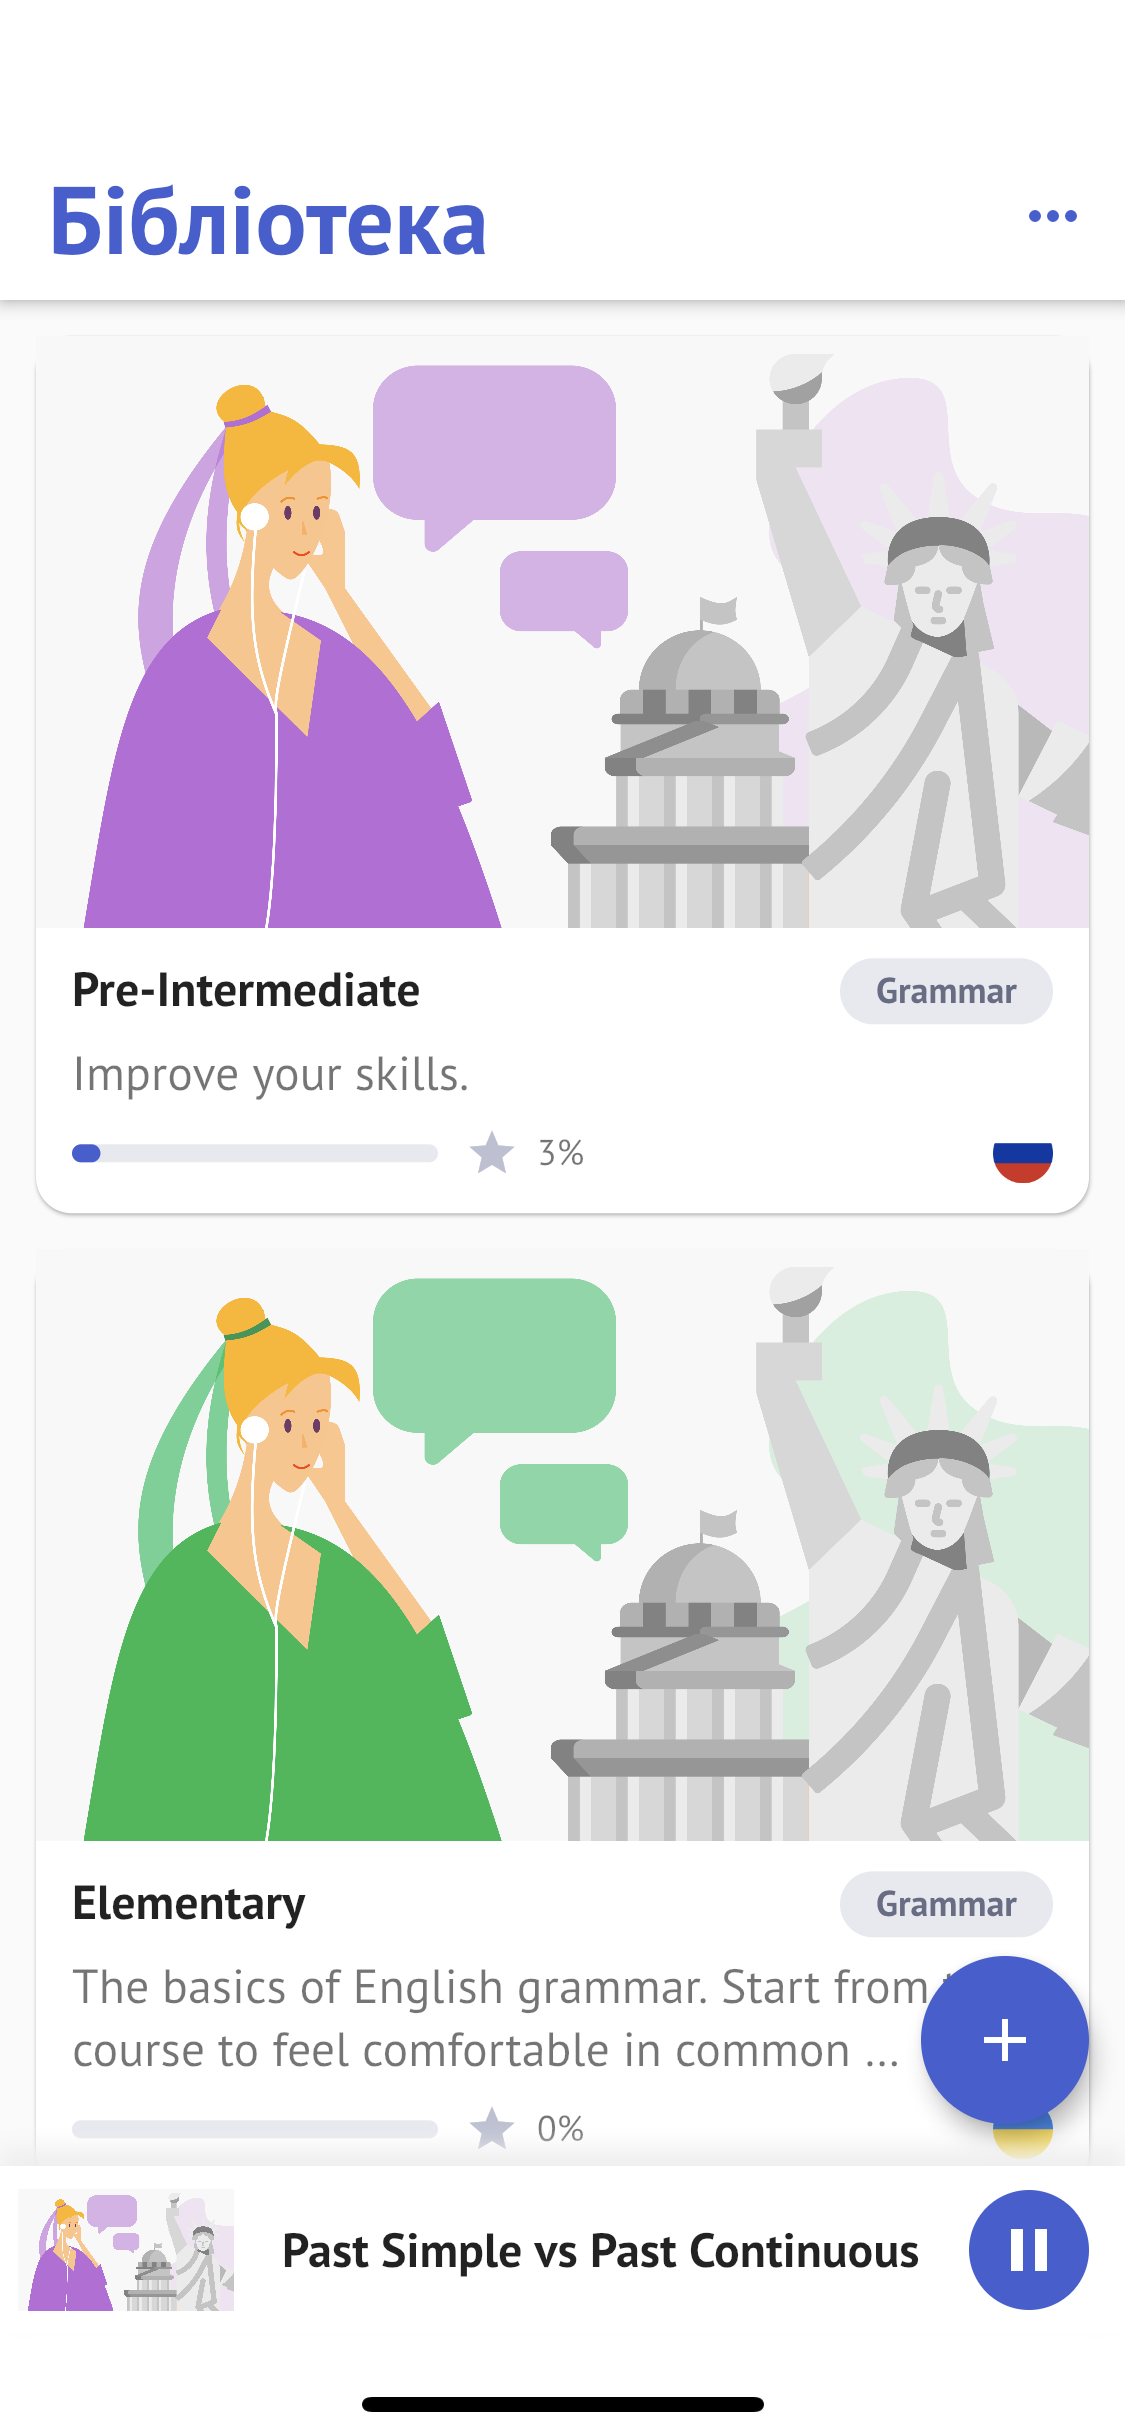 Бібліотека
Pre-Intermediate
Grammar
Improve your skills.
3%
Elementary
Grammar
The basics of English grammar. Start from
course to feel comfortable in common ...
0%
Past Simple vs Past Continuous